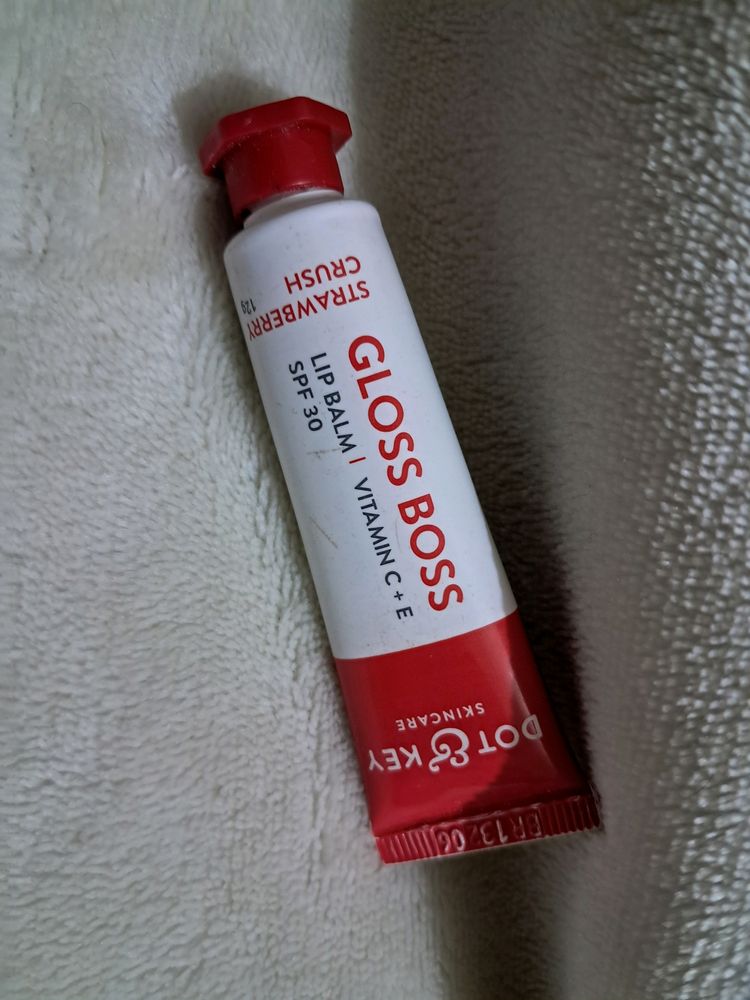 DOT & KEY
SKINCARE
GLOSS BOSS
LIP BALM | VITAMIN C + E
SPF 30
STRAWBERRY
CRUSH
12g